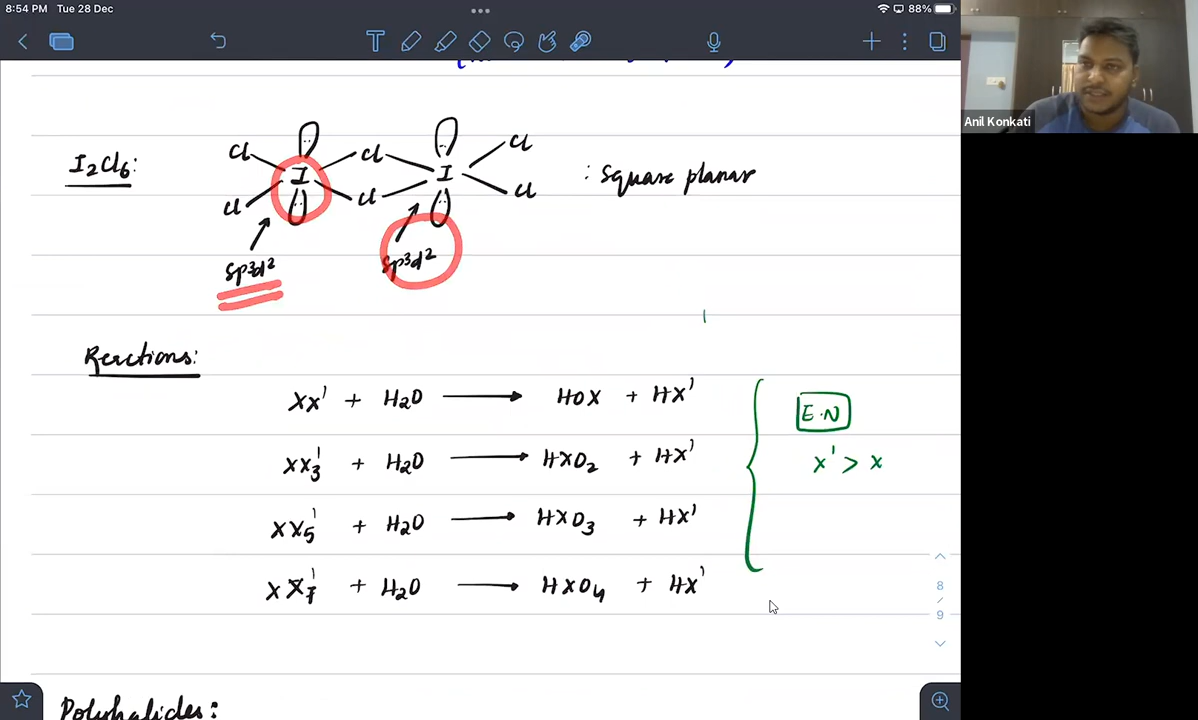 8:54 PM Tue 28 Dec
88%
T
Anil Konkati
I₂Cl₆:
Cl Cl Cl
I I
Cl Cl Cl
: Square planar
sp³d² sp³d²
Reactions:
XX' + H₂O → HOX + HX'
XX₃' + H₂O → HXO₂ + HX'
XX₅' + H₂O → HXO₃ + HX'
XX₇' + H₂O → HXO₄ + HX'
E.N
X' > X
8
/
9
Polyhalides: